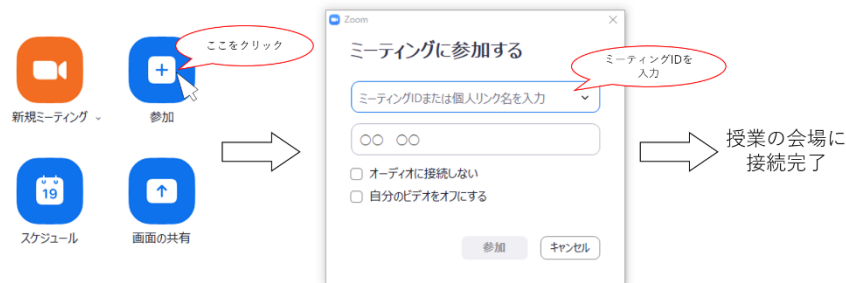 新規ミーティング
参加
ここをクリック
19
スケジュール
画面の共有
Zoom
ミーティングに参加する
ミーティングIDを
入力
ミーティングIDまたは個人リンク名を入力
○○ ○○
オーディオに接続しない
自分のビデオをオフにする
参加
キャンセル
授業の会場に
接続完了